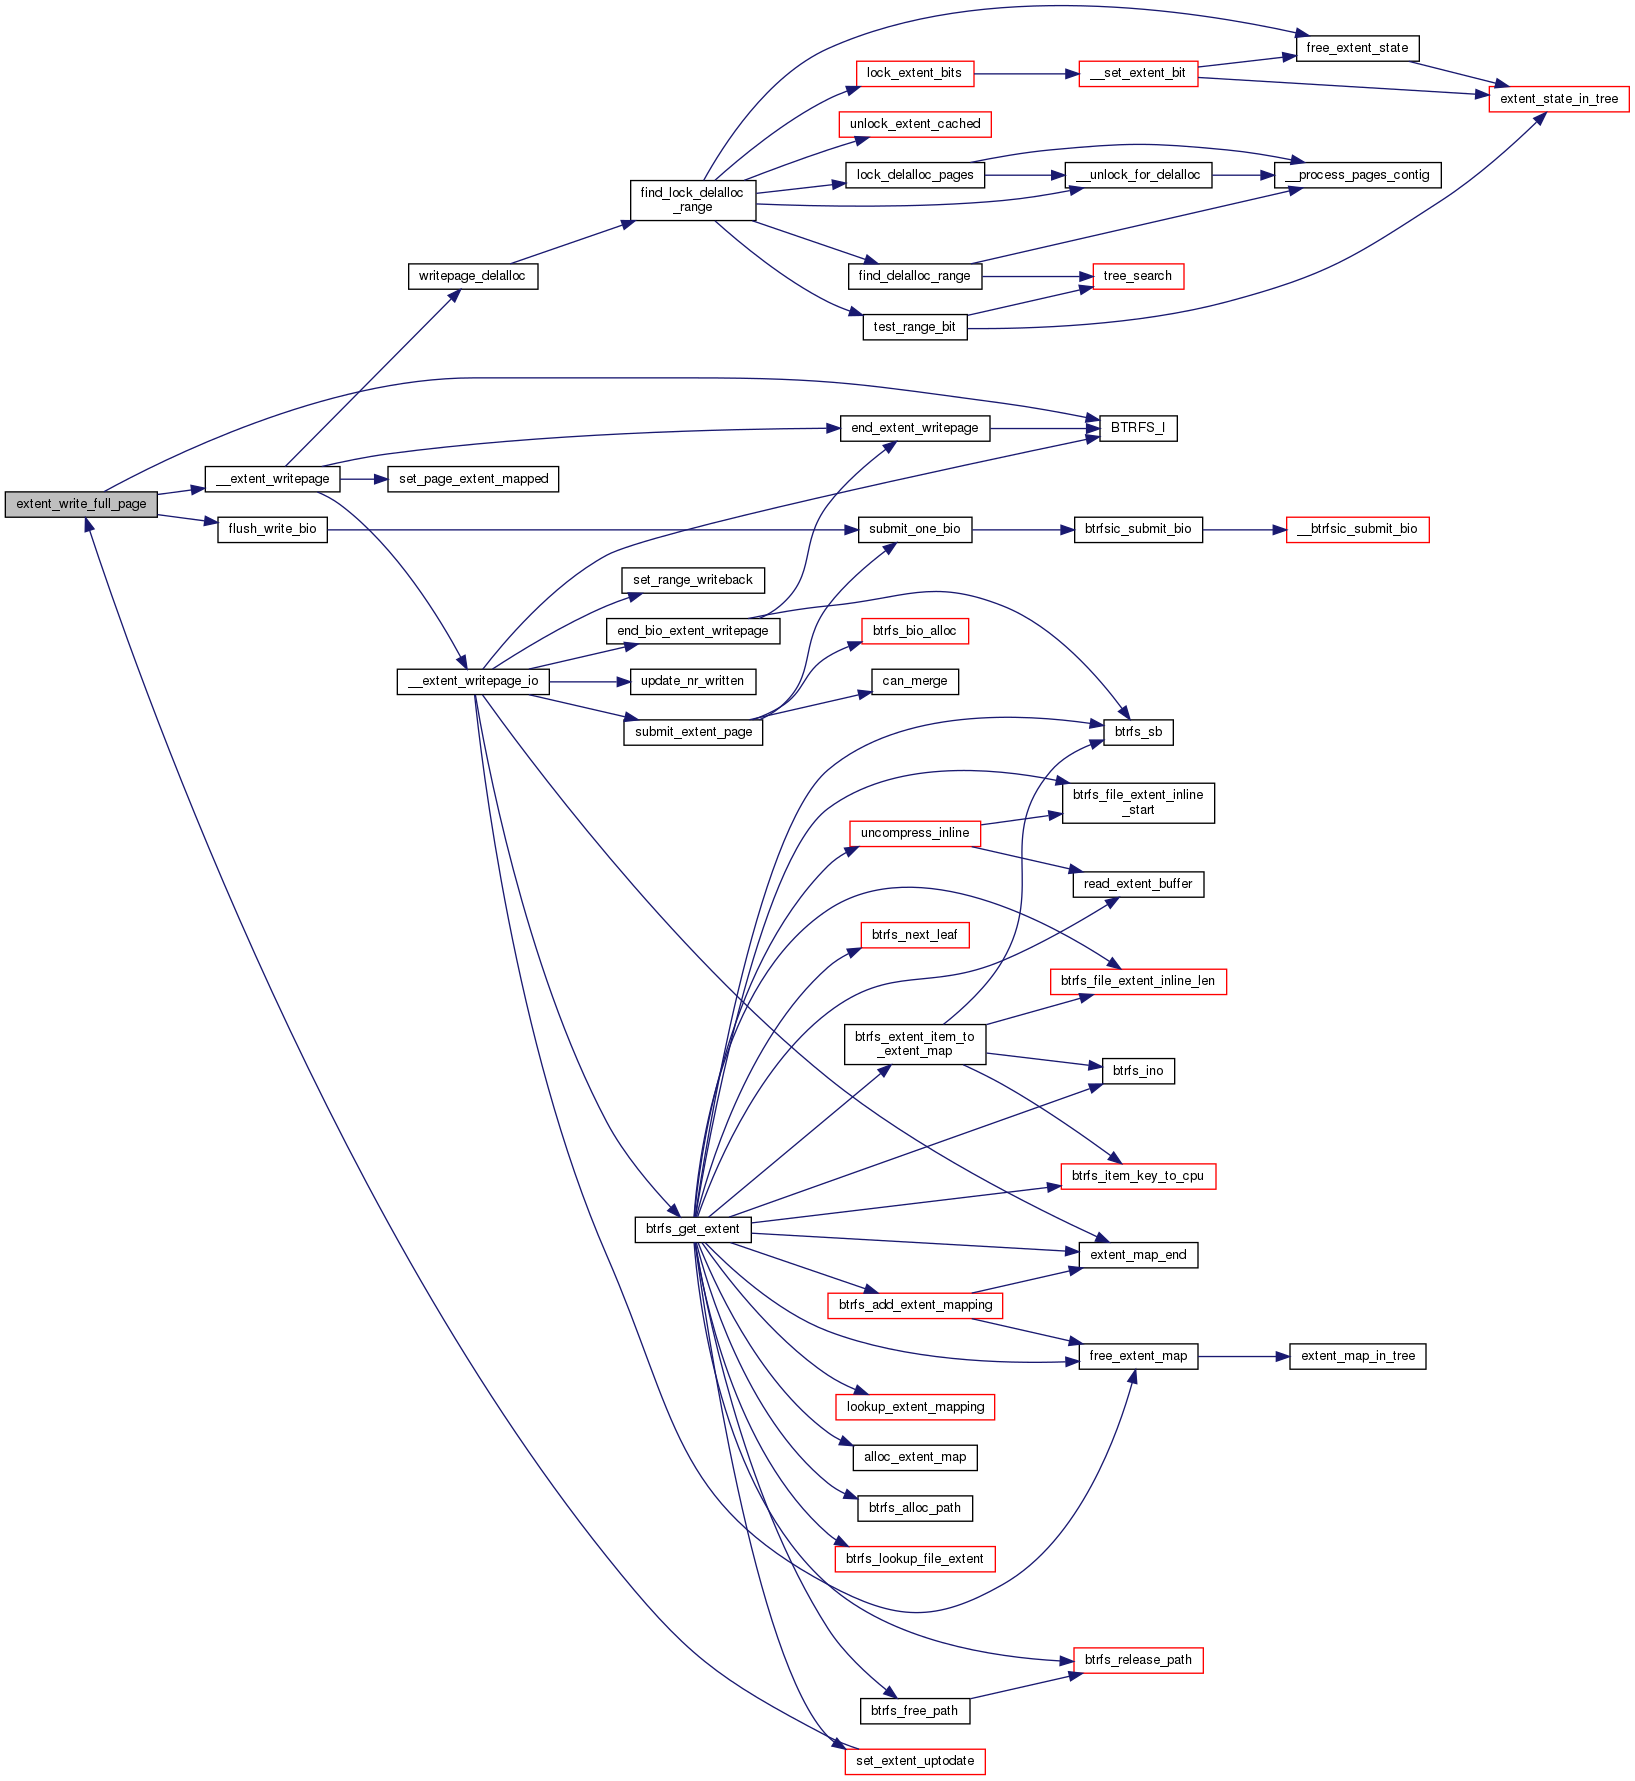 free_extent_state
lock_extent_bits
__set_extent_bit
extent_state_in_tree
unlock_extent_cached
lock_delalloc_pages
__unlock_for_delalloc
__process_pages_contig
find_lock_delalloc
_range
writepage_delalloc
find_delalloc_range
tree_search
test_range_bit
end_extent_writepage
BTRFS_I
__extent_writepage
set_page_extent_mapped
extent_write_full_page
flush_write_bio
submit_one_bio
btrfsic_submit_bio
__btrfsic_submit_bio
set_range_writeback
end_bio_extent_writepage
btrfs_bio_alloc
__extent_writepage_io
update_nr_written
can_merge
submit_extent_page
btrfs_sb
btrfs_file_extent_inline
_start
uncompress_inline
read_extent_buffer
btrfs_next_leaf
btrfs_file_extent_inline_len
btrfs_extent_item_to
_extent_map
btrfs_ino
btrfs_item_key_to_cpu
btrfs_get_extent
extent_map_end
btrfs_add_extent_mapping
free_extent_map
extent_map_in_tree
lookup_extent_mapping
alloc_extent_map
btrfs_alloc_path
btrfs_lookup_file_extent
btrfs_release_path
btrfs_free_path
set_extent_uptodate